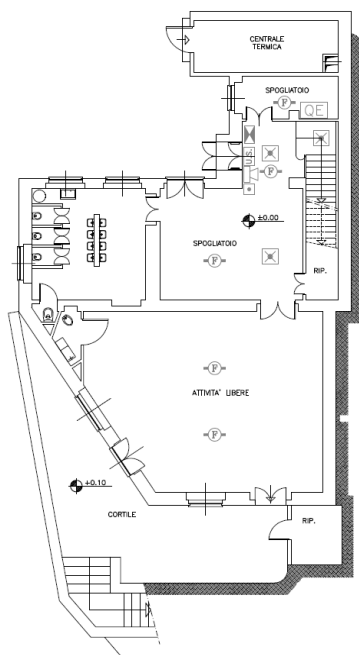 CENTRALE
TERMICA
SPOGLIATOIO
F
QE
U.S.
F
±0.00
SPOGLIATOIO
F
RIP.
F
ATTIVITA' LIBERE
F
+0.10
CORTILE
RIP.